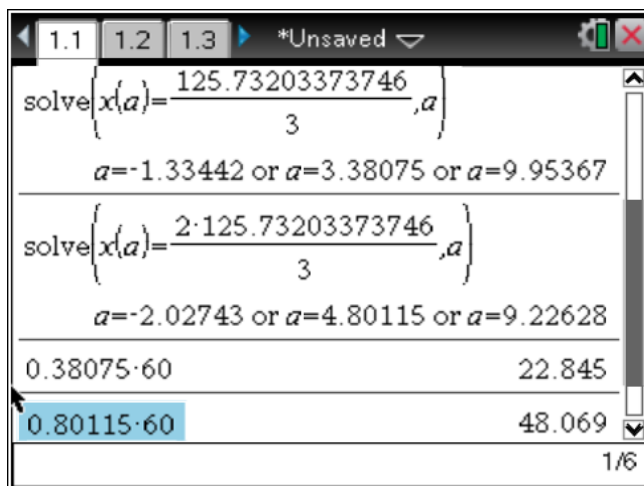 1.1 1.2 1.3 *Unsaved
solve(x(a)=125.73203373746/3,a)
a=-1.33442 or a=3.38075 or a=9.95367
solve(x(a)=2·125.73203373746/3,a)
a=-2.02743 or a=4.80115 or a=9.22628
0.38075·60 22.845
0.80115·60 48.069
1/6